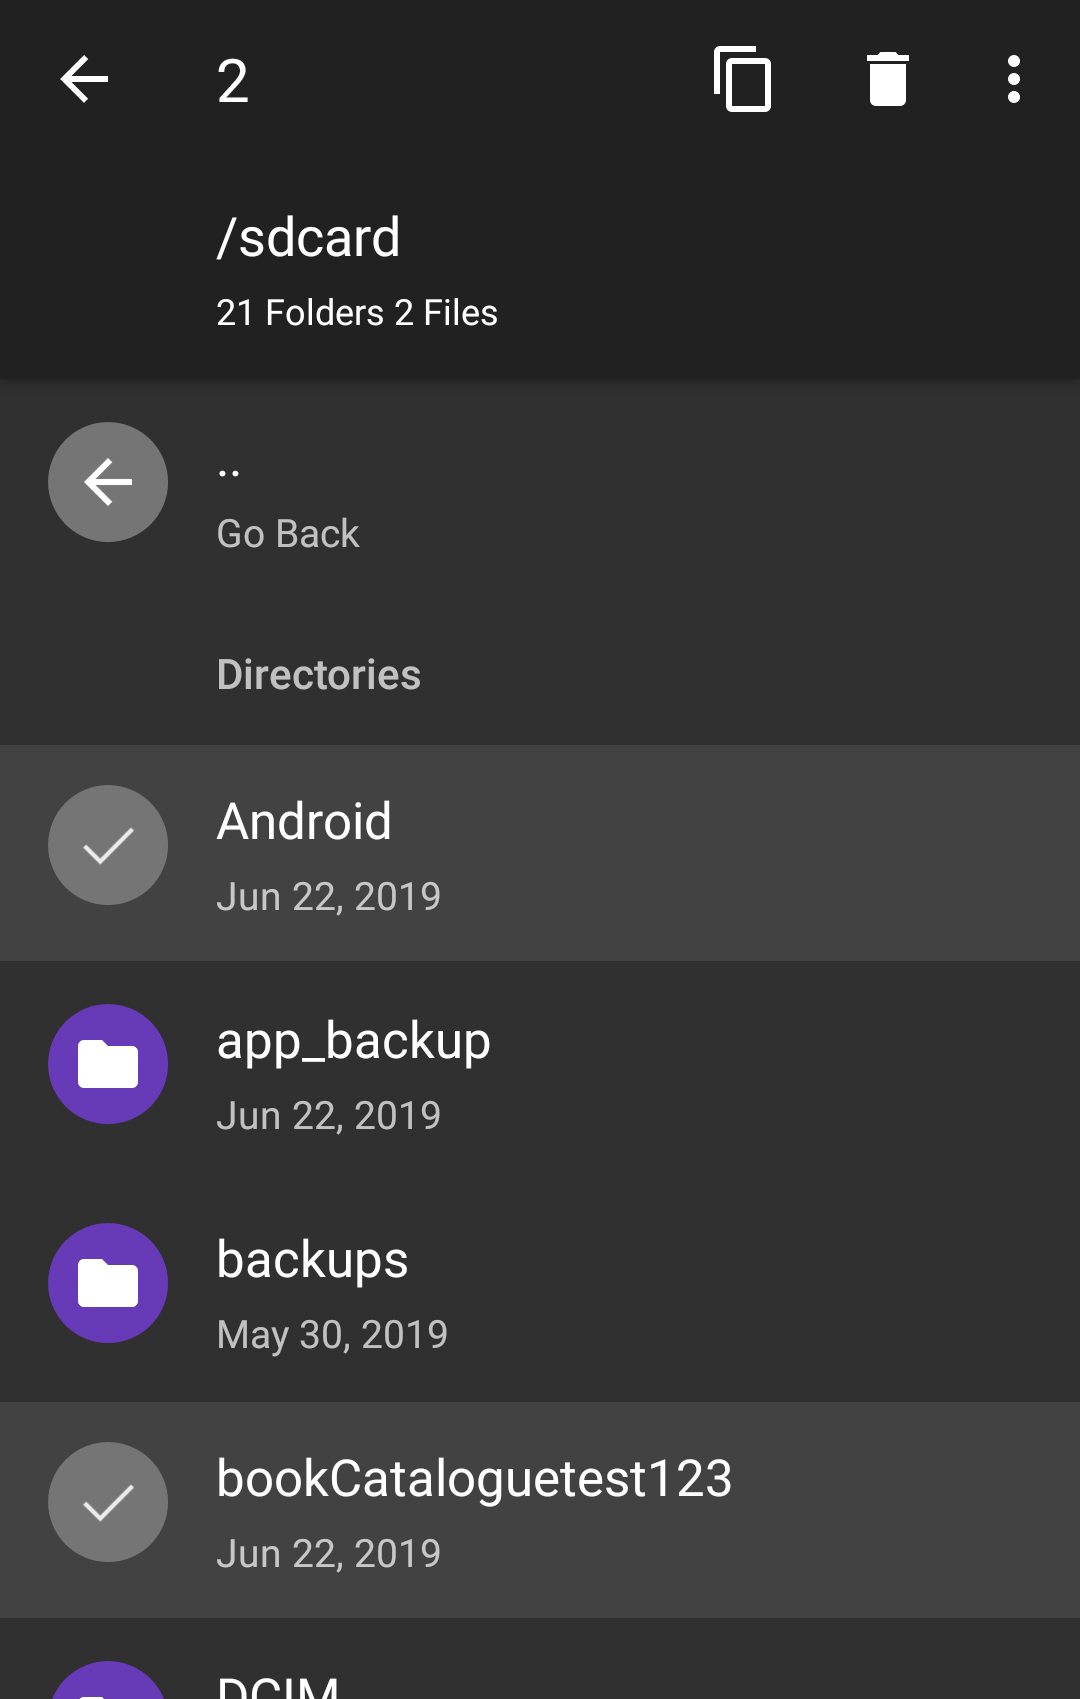 2
/sdcard
21 Folders 2 Files
..
Go Back
Directories
Android
Jun 22, 2019
app_backup
Jun 22, 2019
backups
May 30, 2019
bookCataloguetest123
Jun 22, 2019
DCIM